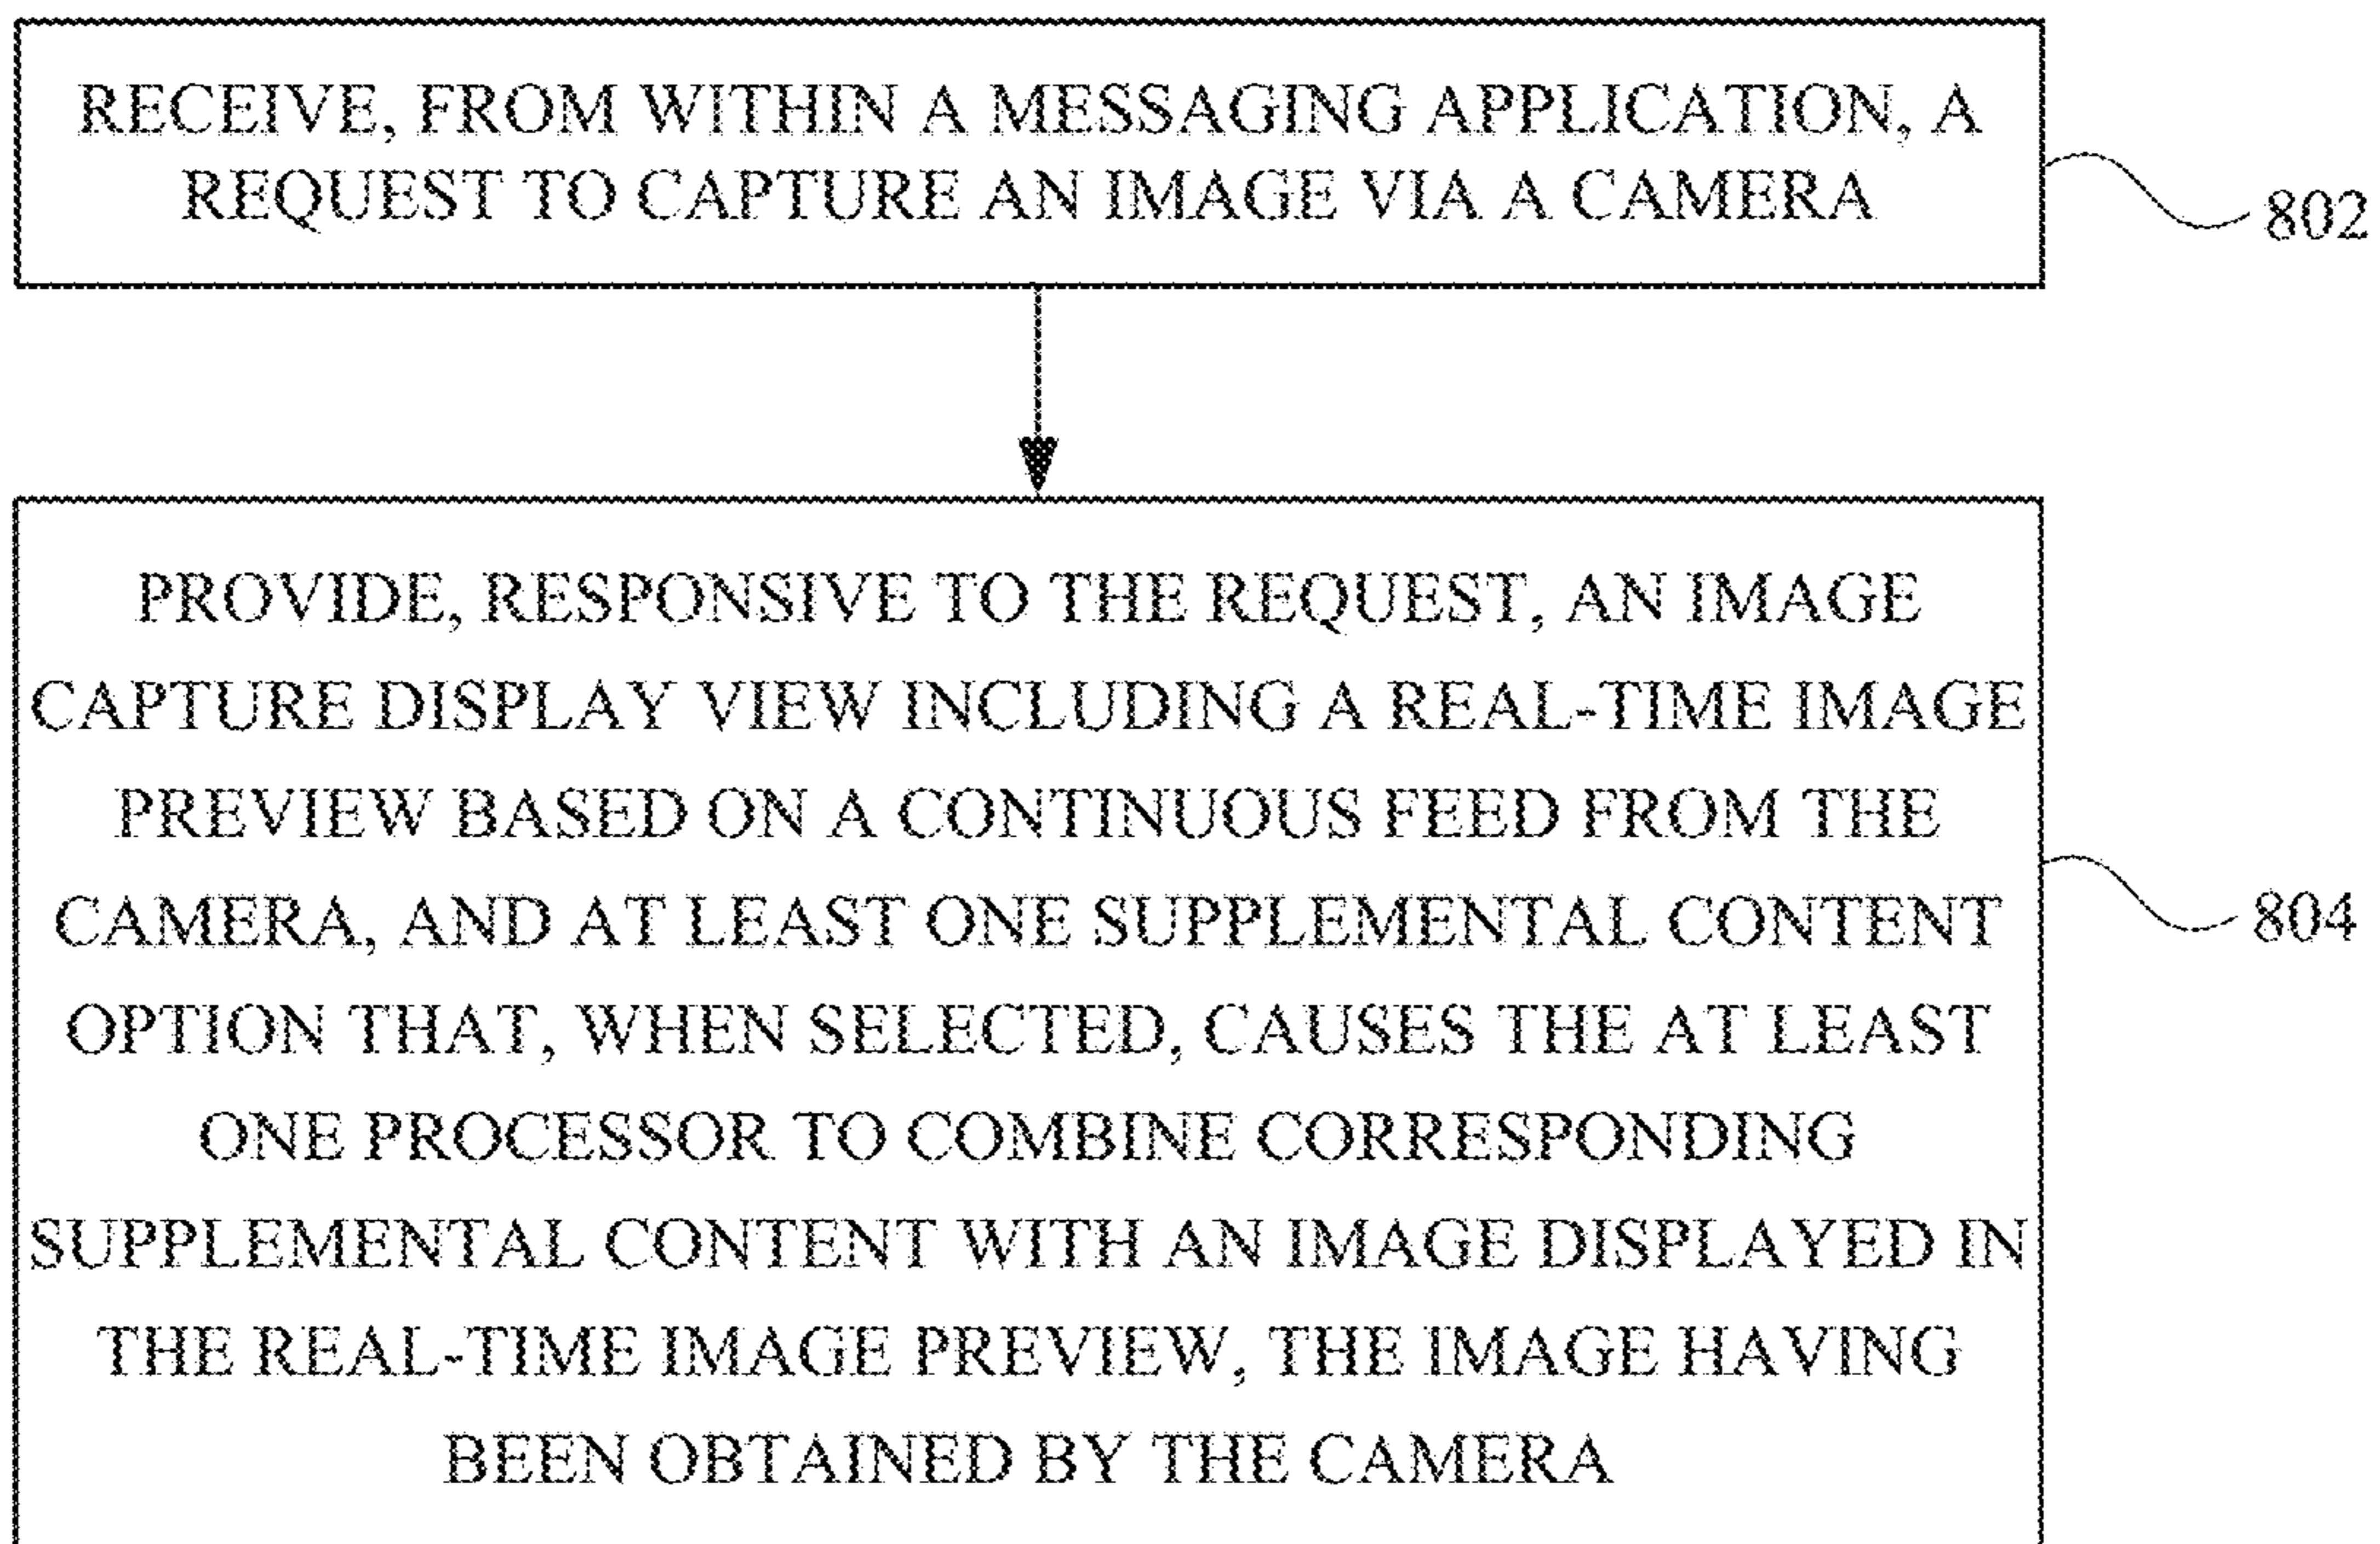 RECEIVE, FROM WITHIN A MESSAGING APPLICATION, A
REQUEST TO CAPTURE AN IMAGE VIA A CAMERA
802
PROVIDE, RESPONSIVE TO THE REQUEST, AN IMAGE
CAPTURE DISPLAY VIEW INCLUDING A REAL-TIME IMAGE
PREVIEW BASED ON A CONTINUOUS FEED FROM THE
CAMERA, AND AT LEAST ONE SUPPLEMENTAL CONTENT
OPTION THAT, WHEN SELECTED, CAUSES THE AT LEAST
ONE PROCESSOR TO COMBINE CORRESPONDING
SUPPLEMENTAL CONTENT WITH AN IMAGE DISPLAYED IN
THE REAL-TIME IMAGE PREVIEW, THE IMAGE HAVING
BEEN OBTAINED BY THE CAMERA
804